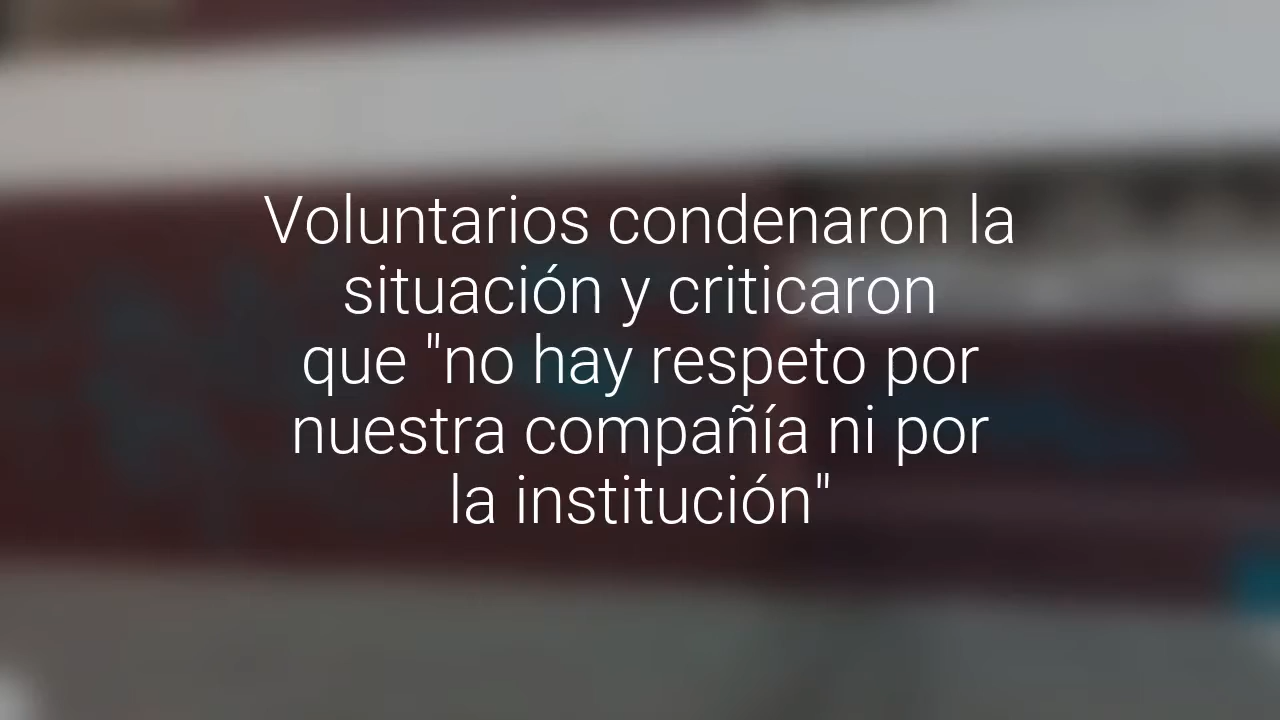 Voluntarios condenaron la
situación y criticaron
que "no hay respeto por
nuestra compañía ni por
la institución"